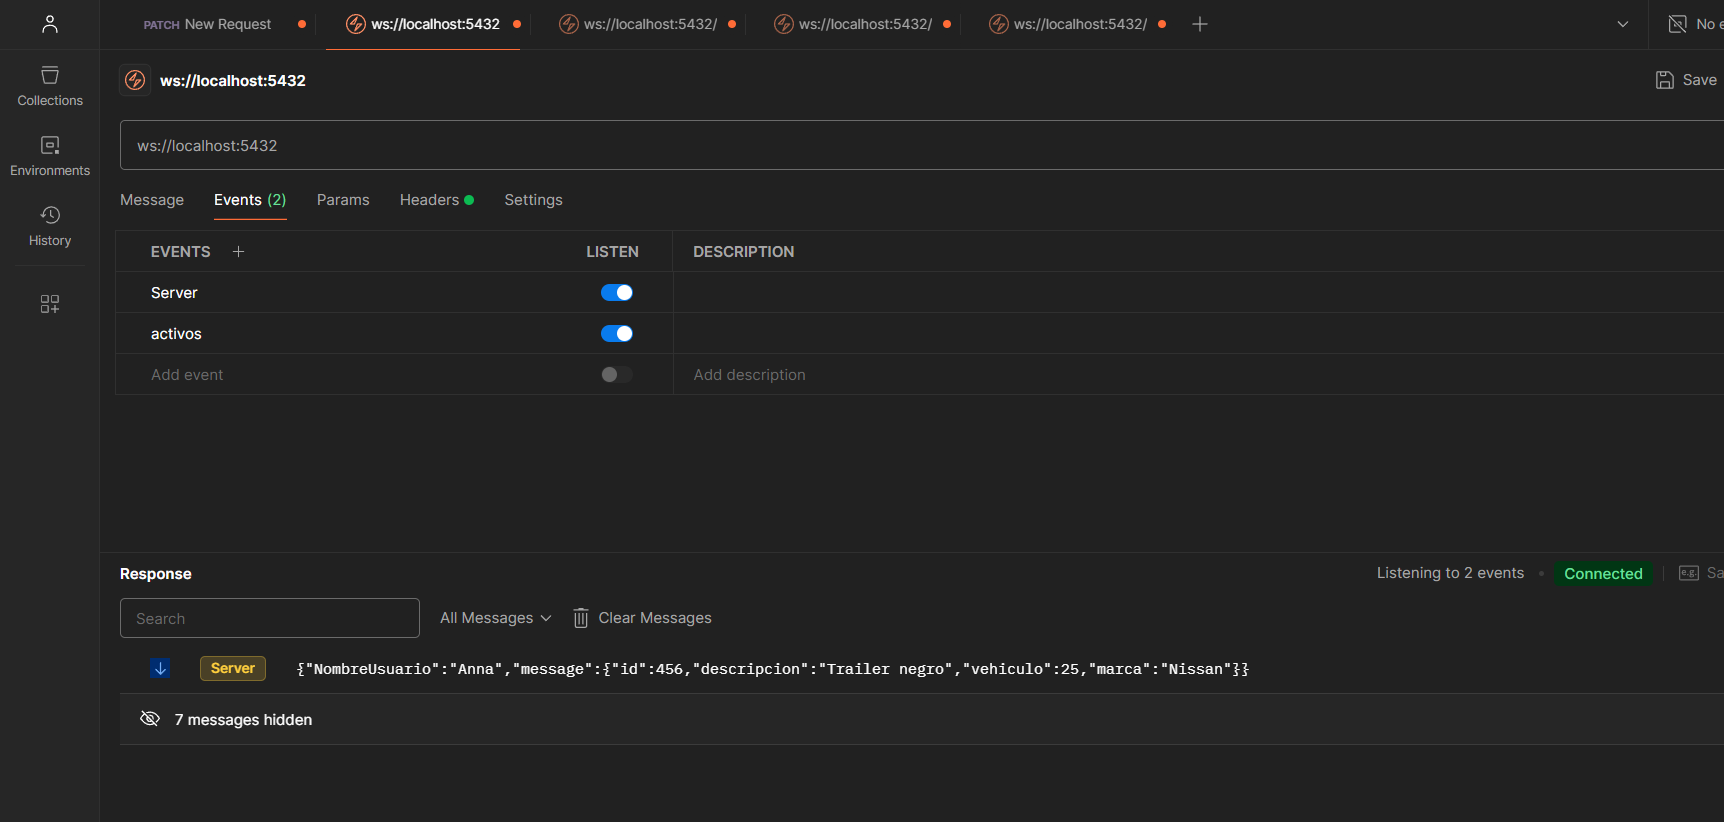 PATCH New Request
ws://localhost:5432
ws://localhost:5432/
ws://localhost:5432/
ws://localhost:5432/
No e
Collections
Environments
History
ws://localhost:5432
Save
ws://localhost:5432
Message Events (2) Params Headers Settings
EVENTS + LISTEN DESCRIPTION
Server
activos
Add event Add description
Response
Listening to 2 events • Connected
e.g. Sa
Search
All Messages
Clear Messages
Server {"NombreUsuario":"Anna","message":{"id":456,"descripcion":"Trailer negro","vehiculo":25,"marca":"Nissan"}}
7 messages hidden